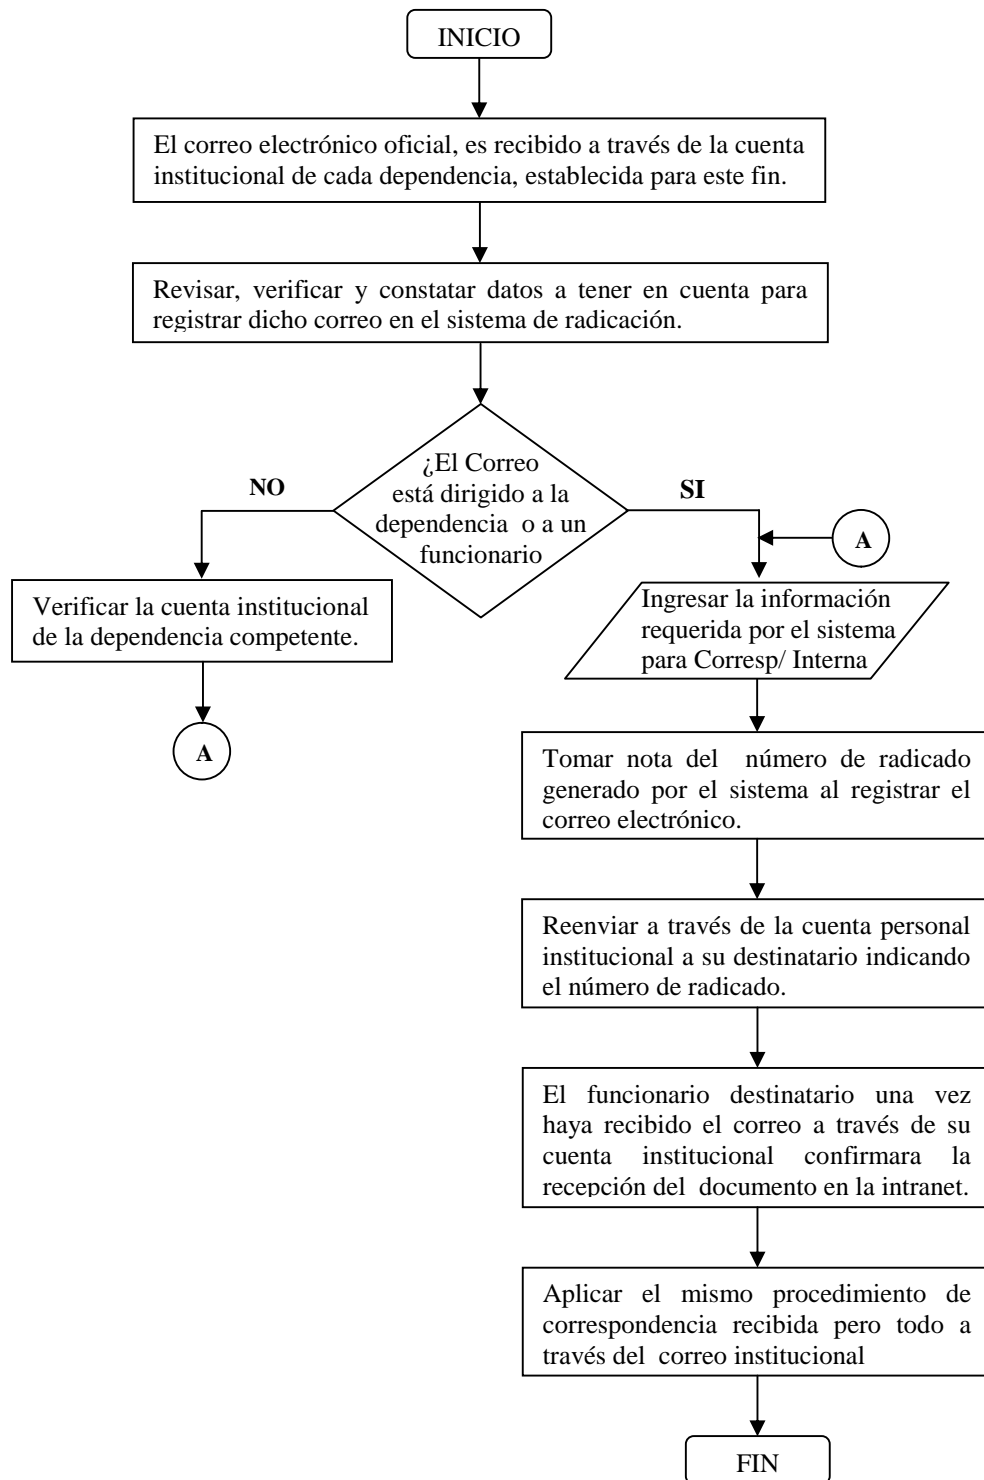 INICIO
El correo electrónico oficial, es recibido a través de la cuenta
institucional de cada dependencia, establecida para este fin.
Revisar, verificar y constatar datos a tener en cuenta para
registrar dicho correo en el sistema de radicación.
¿El Correo
está dirigido a la
dependencia o a un
funcionario
NO
SI
A
Verificar la cuenta institucional
de la dependencia competente.
A
Ingresar la información
requerida por el sistema
para Corresp/ Interna
Tomar nota del número de radicado
generado por el sistema al registrar el
correo electrónico.
Reenviar a través de la cuenta personal
institucional a su destinatario indicando
el número de radicado.
El funcionario destinatario una vez
haya recibido el correo a través de su
cuenta institucional confirmara la
recepción del documento en la intranet.
Aplicar el mismo procedimiento de
correspondencia recibida pero todo a
través del correo institucional
FIN